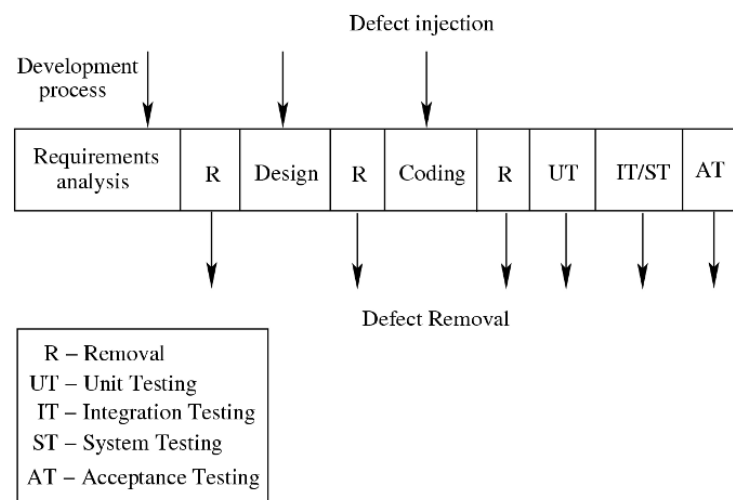 Defect injection
Development
process
Requirements
analysis
R
Design
R
Coding
R
UT
IT/ST
AT
Defect Removal
R – Removal
UT – Unit Testing
IT – Integration Testing
ST – System Testing
AT – Acceptance Testing